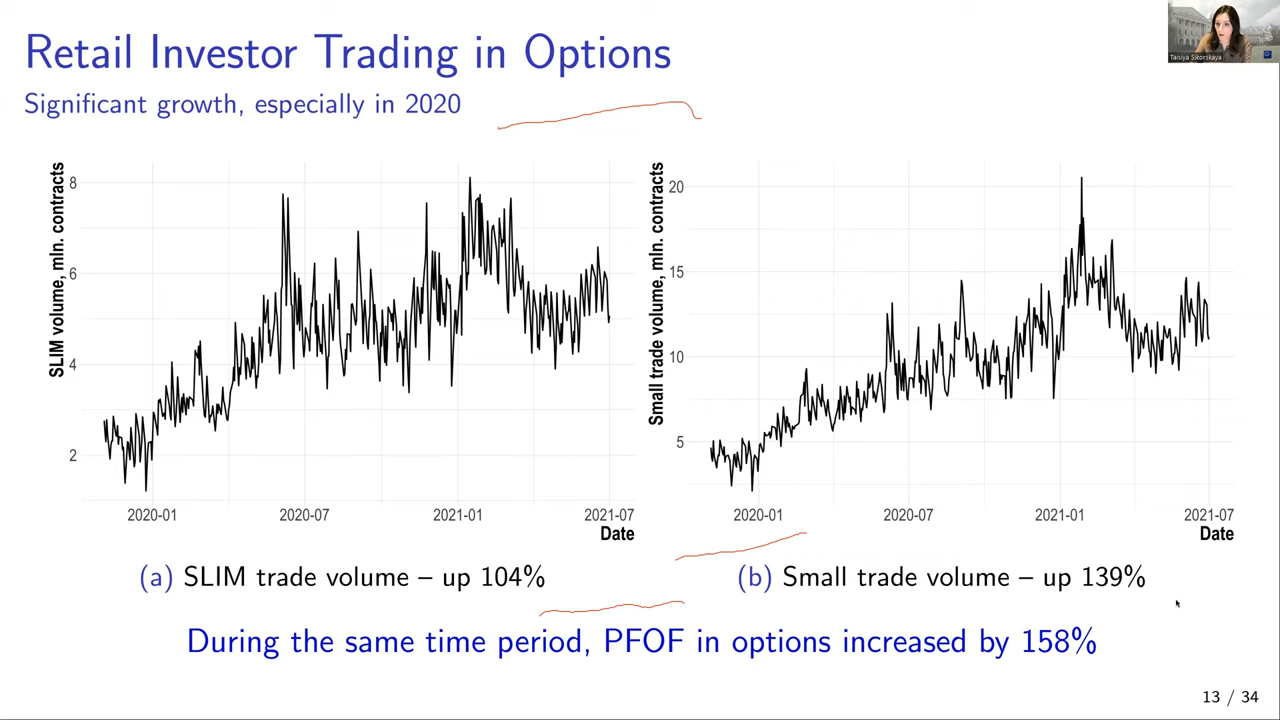 Retail Investor Trading in Options
Significant growth, especially in 2020
Taisiya Sikorskaya
SLIM volume, mln. contracts
8
6
4
2
2020-01
2020-07
2021-01
2021-07
Date
Small trade volume, mln. contracts
20
15
10
5
2020-01
2020-07
2021-01
2021-07
Date
(a) SLIM trade volume – up 104%
(b) Small trade volume – up 139%
During the same time period, PFOF in options increased by 158%
13 / 34